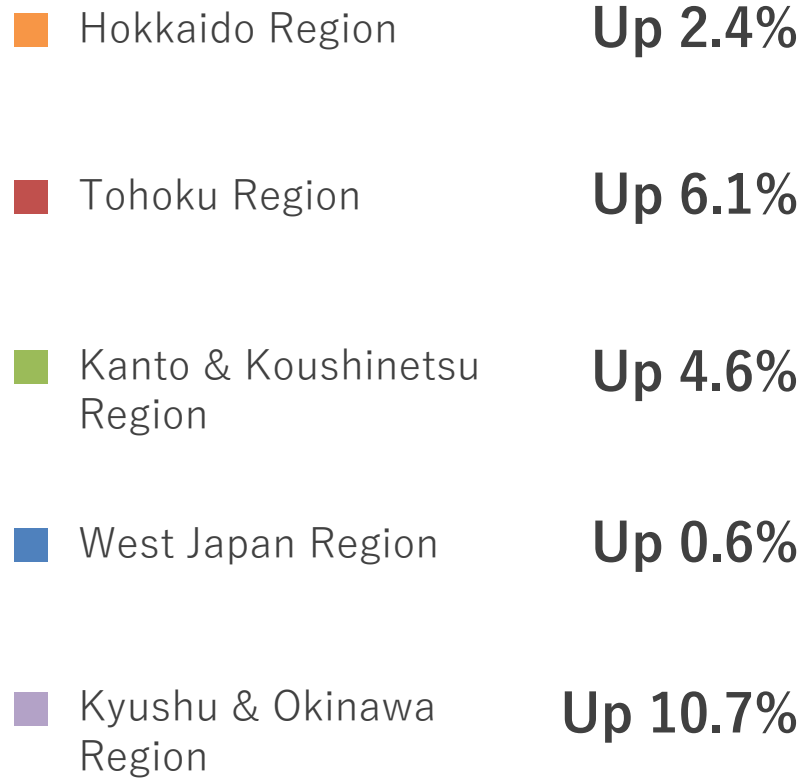 Hokkaido Region Up 2.4%
Tohoku Region Up 6.1%
Kanto & Koushinetsu
Region Up 4.6%
West Japan Region Up 0.6%
Kyushu & Okinawa
Region Up 10.7%